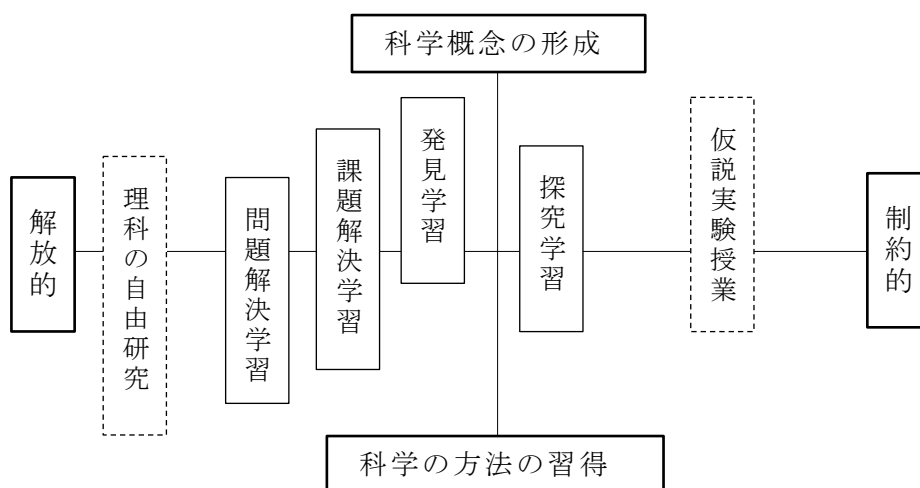 科学概念の形成
解放的
理科の自由研究
問題解決学習
課題解決学習
発見学習
探究学習
仮説実験授業
制約的
科学の方法の習得